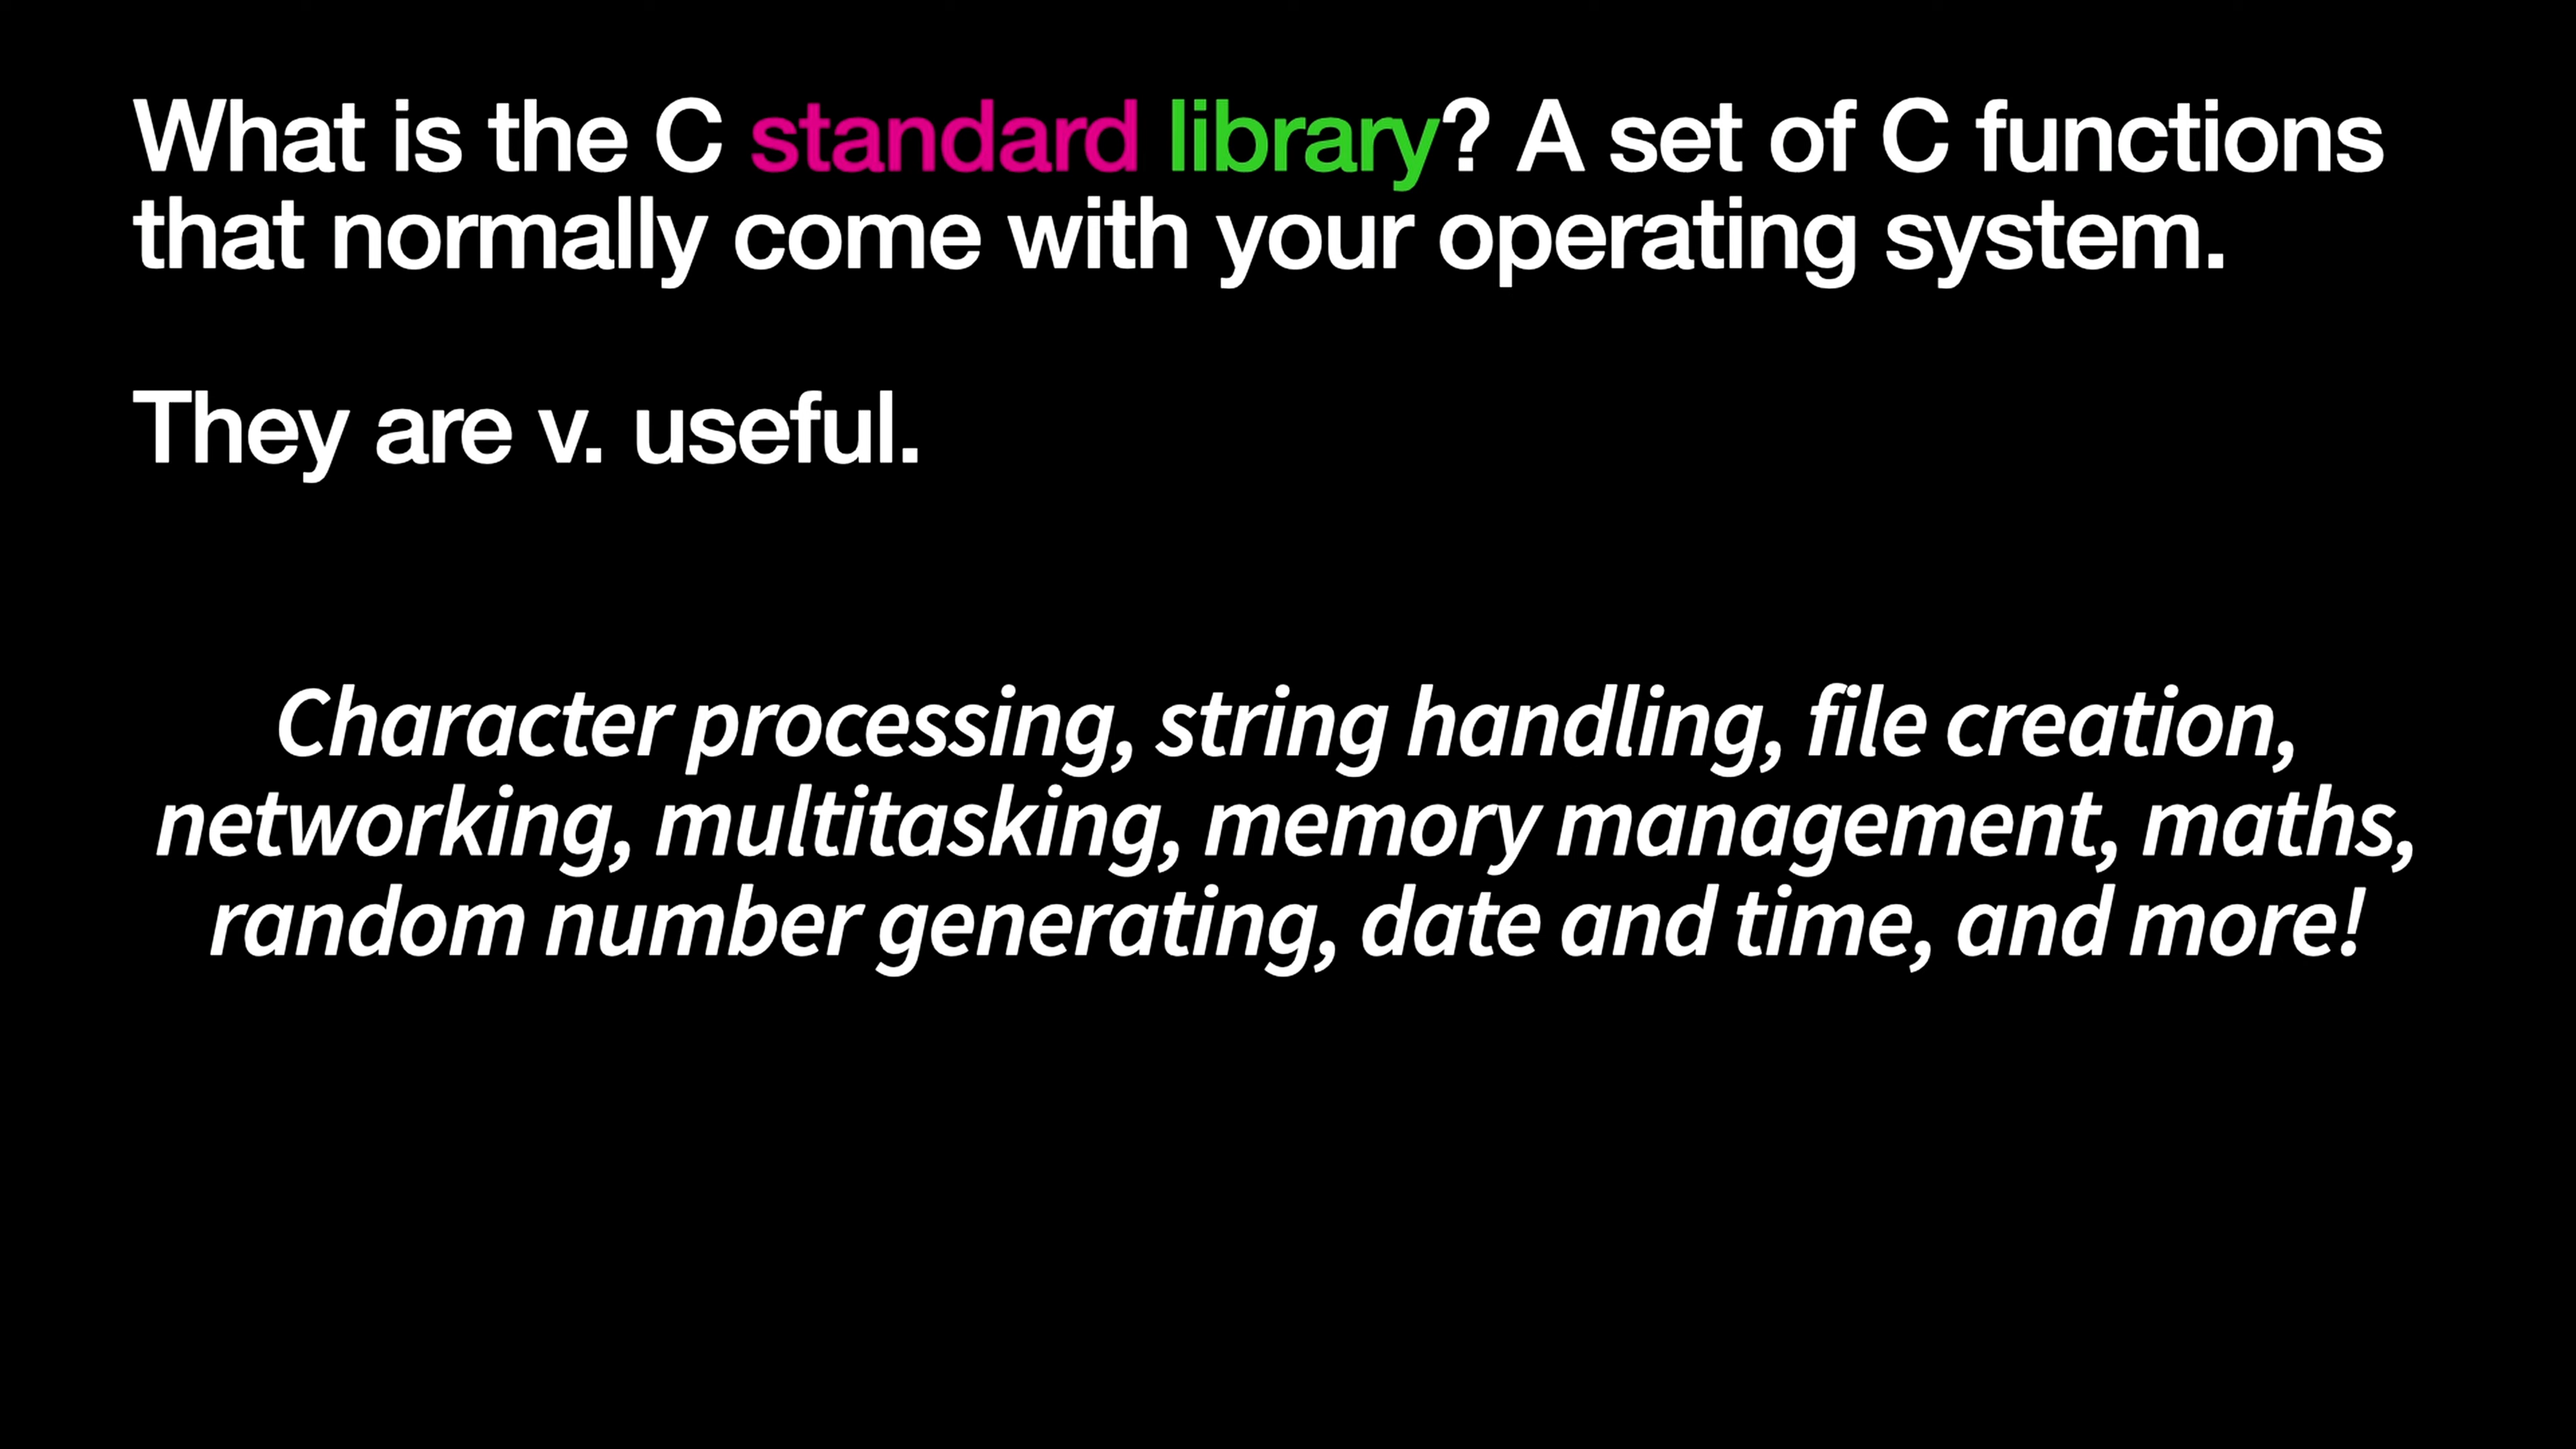 What is the C standard library? A set of C functions
that normally come with your operating system.
They are v. useful.
Character processing, string handling, file creation,
networking, multitasking, memory management, maths,
random number generating, date and time, and more!